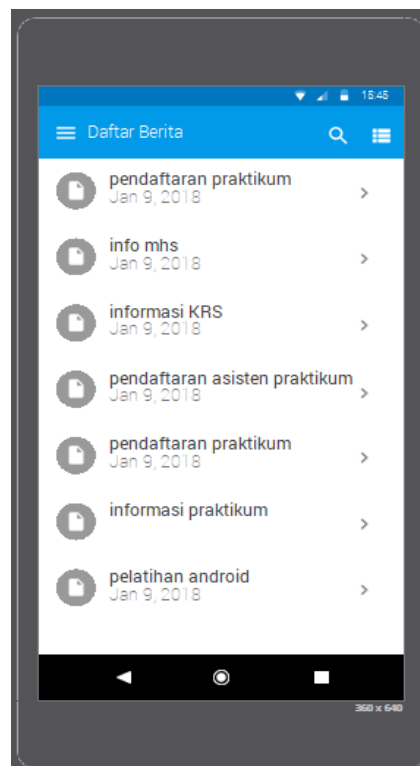 15:45
Daftar Berita
pendaftaran praktikum
Jan 9, 2018
info mhs
Jan 9, 2018
informasi KRS
Jan 9, 2018
pendaftaran asisten praktikum
Jan 9, 2018
pendaftaran praktikum
Jan 9, 2018
informasi praktikum
pelatihan android
Jan 9, 2018
360 x 640